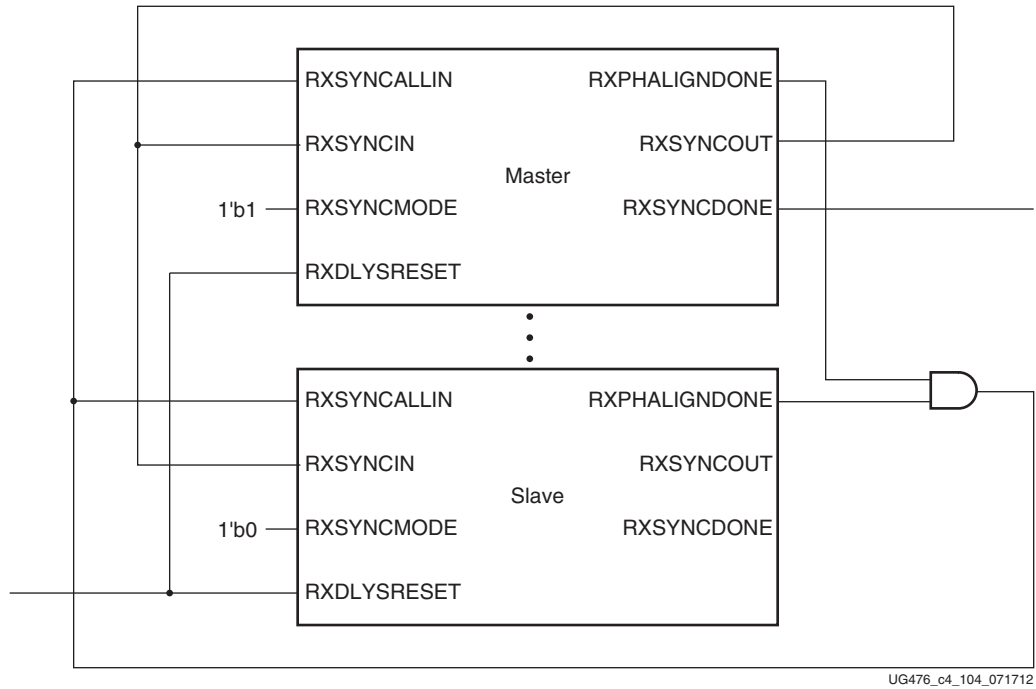 RXSYNCALLIN RXPHALIGNDONE
RXSYNCIN RXSYNCOUT
Master
1'b1 RXSYNCMODE RXSYNCDONE
RXDLYSRESET
RXSYNCALLIN RXPHALIGNDONE
RXSYNCIN RXSYNCOUT
Slave
1'b0 RXSYNCMODE RXSYNCDONE
RXDLYSRESET
UG476_c4_104_071712